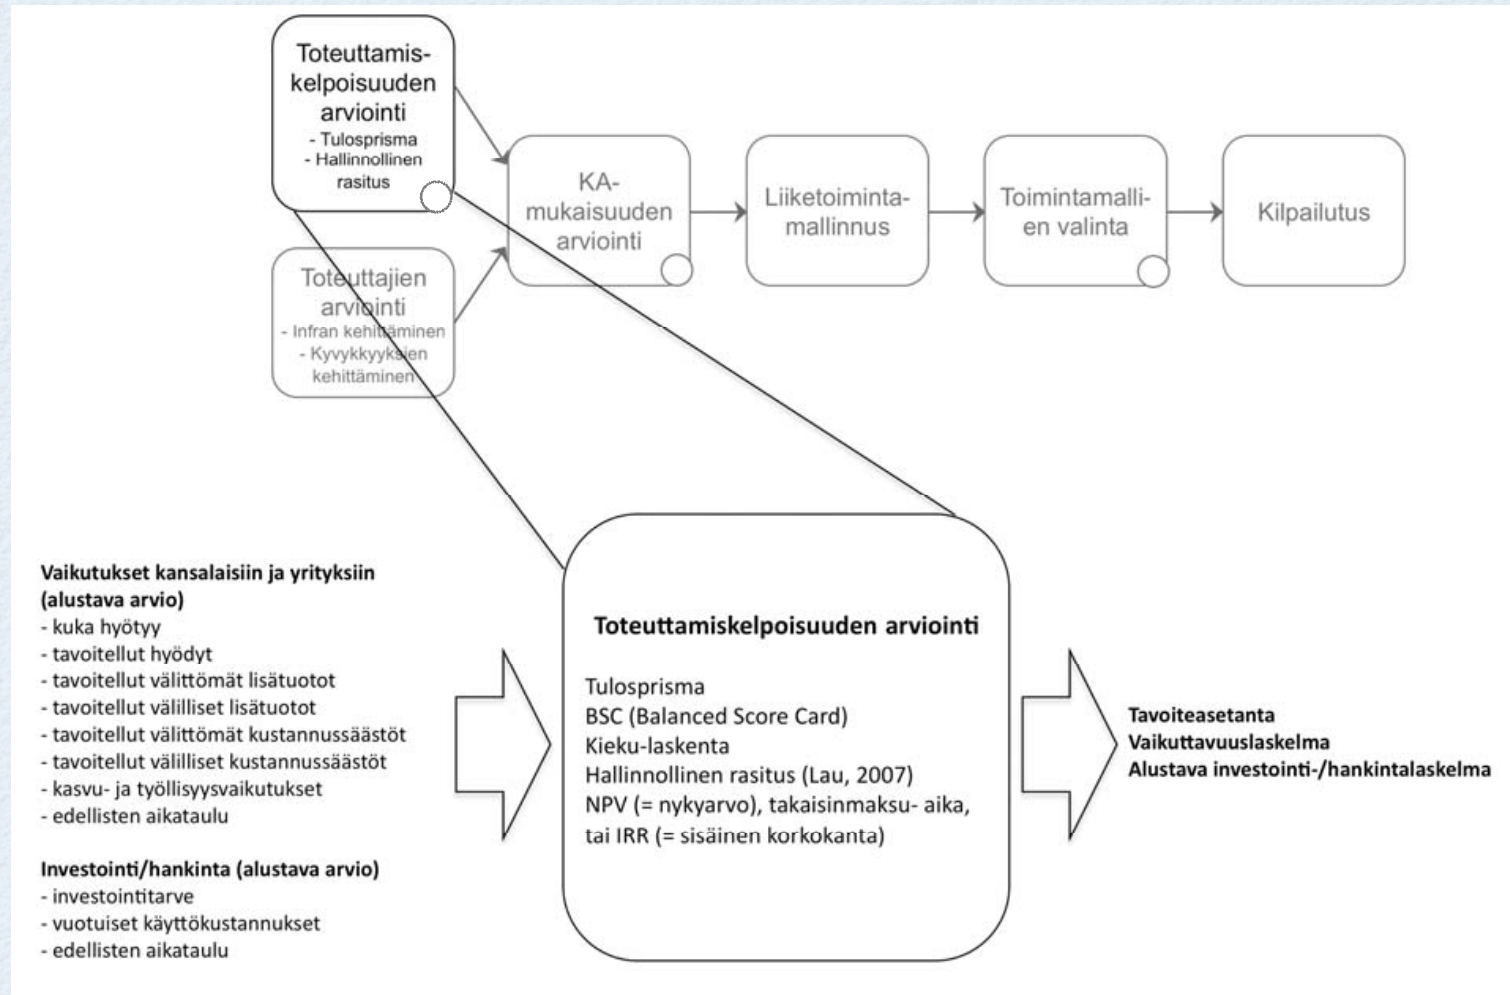 Toteuttamis-
kelpoisuuden
arviointi
- Tulosprisma
- Hallinnollinen
rasitus
Toteuttajien
arviointi
- Infran kehittäminen
- Kyvykkyyksien
kehittäminen
KA-
mukaisuuden
arviointi
Liiketoiminta-
mallinnus
Toimintamalli-
en valinta
Kilpailutus
Vaikutukset kansalaisiin ja yrityksiin
(alustava arvio)
- kuka hyötyy
- tavoitellut hyödyt
- tavoitellut välittömät lisätuotot
- tavoitellut välilliset lisätuotot
- tavoitellut välittömät kustannussäästöt
- tavoitellut välilliset kustannussäästöt
- kasvu- ja työllisyysvaikutukset
- edellisten aikataulu
Investointi/hankinta (alustava arvio)
- investointitarve
- vuotuiset käyttökustannukset
- edellisten aikataulu
Toteuttamiskelpoisuuden arviointi
Tulosprisma
BSC (Balanced Score Card)
Kieku-laskenta
Hallinnollinen rasitus (Lau, 2007)
NPV (= nykyarvo), takaisinmaksu- aika,
tai IRR (= sisäinen korkokanta)
Tavoiteasetanta
Vaikuttavuuslaskelma
Alustava investointi-/hankintalaskelma